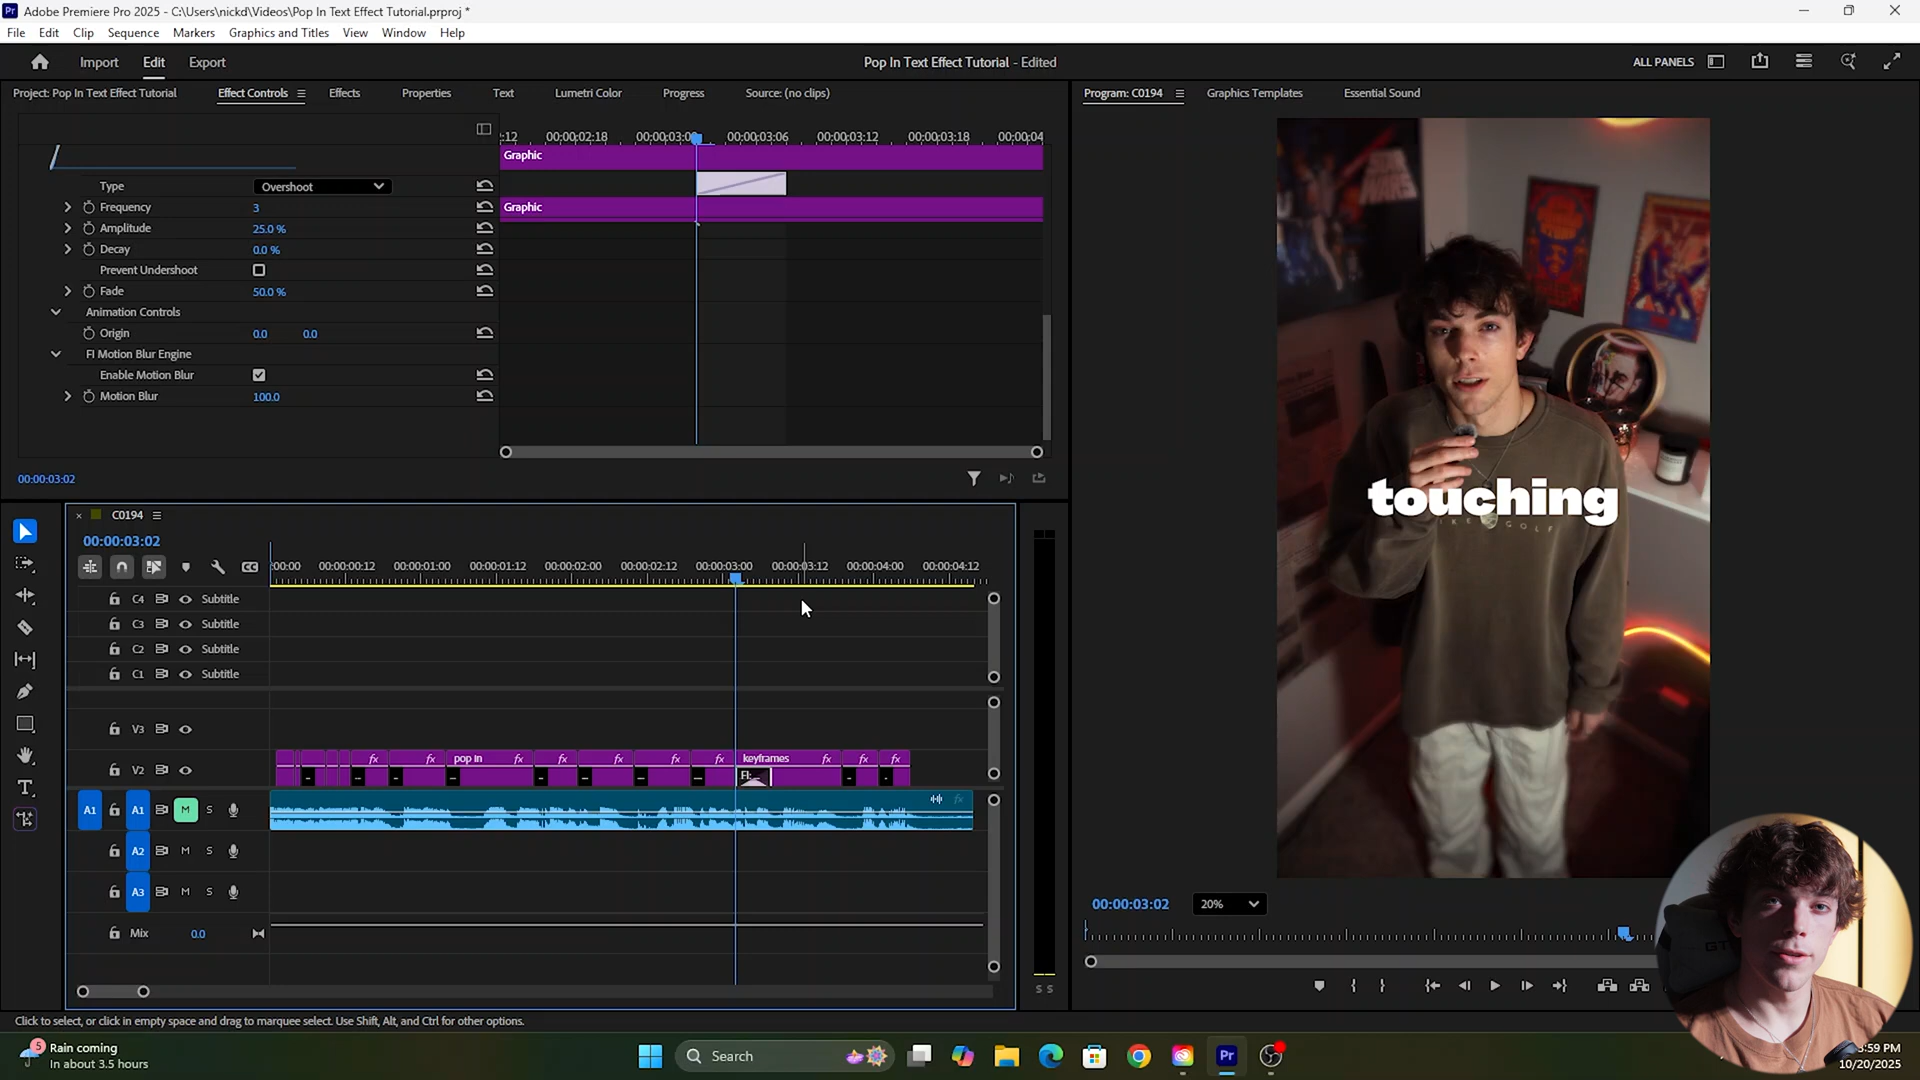 Adobe Premiere Pro 2025 - C:\Users\nickd\Videos\Pop In Text Effect Tutorial.prproj *
File Edit Clip Sequence Markers Graphics and Titles View Window Help
Import Edit Export
Pop In Text Effect Tutorial - Edited
ALL PANELS
Project: Pop In Text Effect Tutorial Effect Controls Effects Properties Text Lumetri Color Progress Source: (no clips)
Program: C0194 Graphics Templates Essential Sound
:12 00:00:02:18 00:00:03:00 00:00:03:06 00:00:03:12 00:00:03:18 00:00:04
Graphic
Type Overshoot
Frequency 3
Graphic
Amplitude 25.0 %
Decay 0.0 %
Prevent Undershoot
Fade 50.0 %
Animation Controls
Origin 0.0 0.0
FI Motion Blur Engine
Enable Motion Blur
Motion Blur 100.0
00:00:03:02
touching
C0194
00:00:03:02
:00:00 00:00:00:12 00:00:01:00 00:00:01:12 00:00:02:00 00:00:02:12 00:00:03:00 00:00:03:12 00:00:04:00 00:00:04:12
C4 Subtitle
C3 Subtitle
C2 Subtitle
C1 Subtitle
V3
fx fx pop in fx fx fx fx fx keyframes fx fx fx
V2
FI:...
A1 A1 M S fx
A2 M S
A3 M S
Mix 0.0
S S
00:00:03:02 20%
Click to select, or click in empty space and drag to marquee select. Use Shift, Alt, and Ctrl for other options.
5
Rain coming
In about 3.5 hours
Search
Pr
3:59 PM
10/20/2025